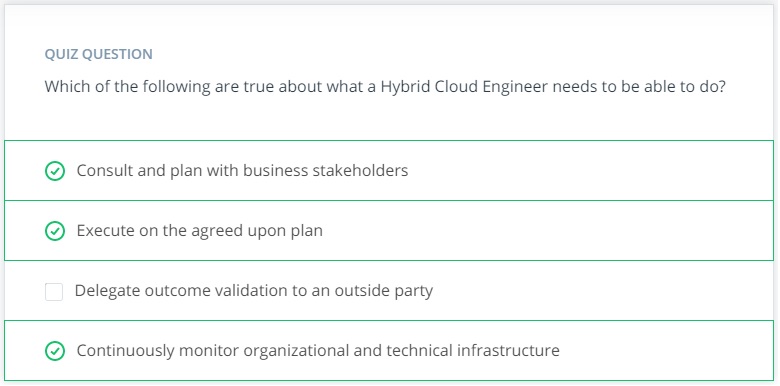 QUIZ QUESTION
Which of the following are true about what a Hybrid Cloud Engineer needs to be able to do?
Consult and plan with business stakeholders
Execute on the agreed upon plan
Delegate outcome validation to an outside party
Continuously monitor organizational and technical infrastructure